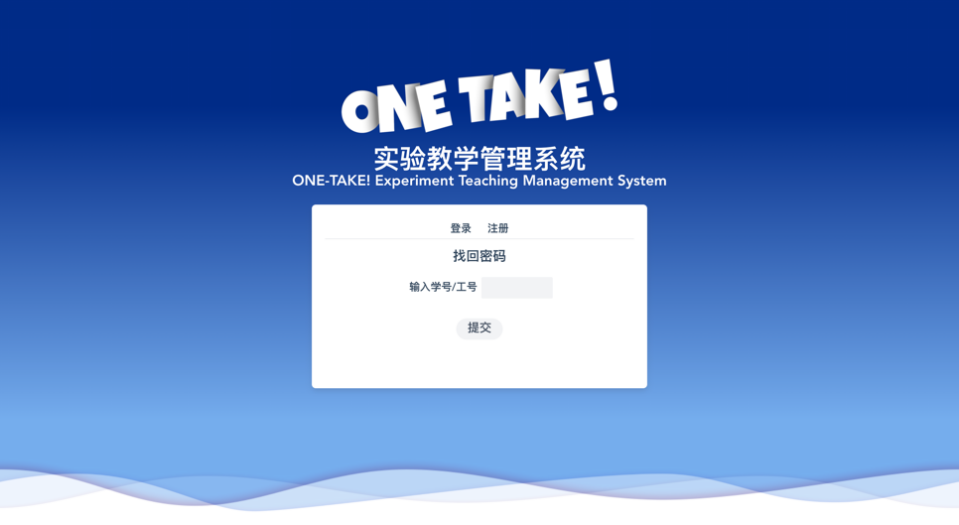 ONE TAKE!
实验教学管理系统
ONE-TAKE! Experiment Teaching Management System
登录 注册
找回密码
输入学号/工号
提交